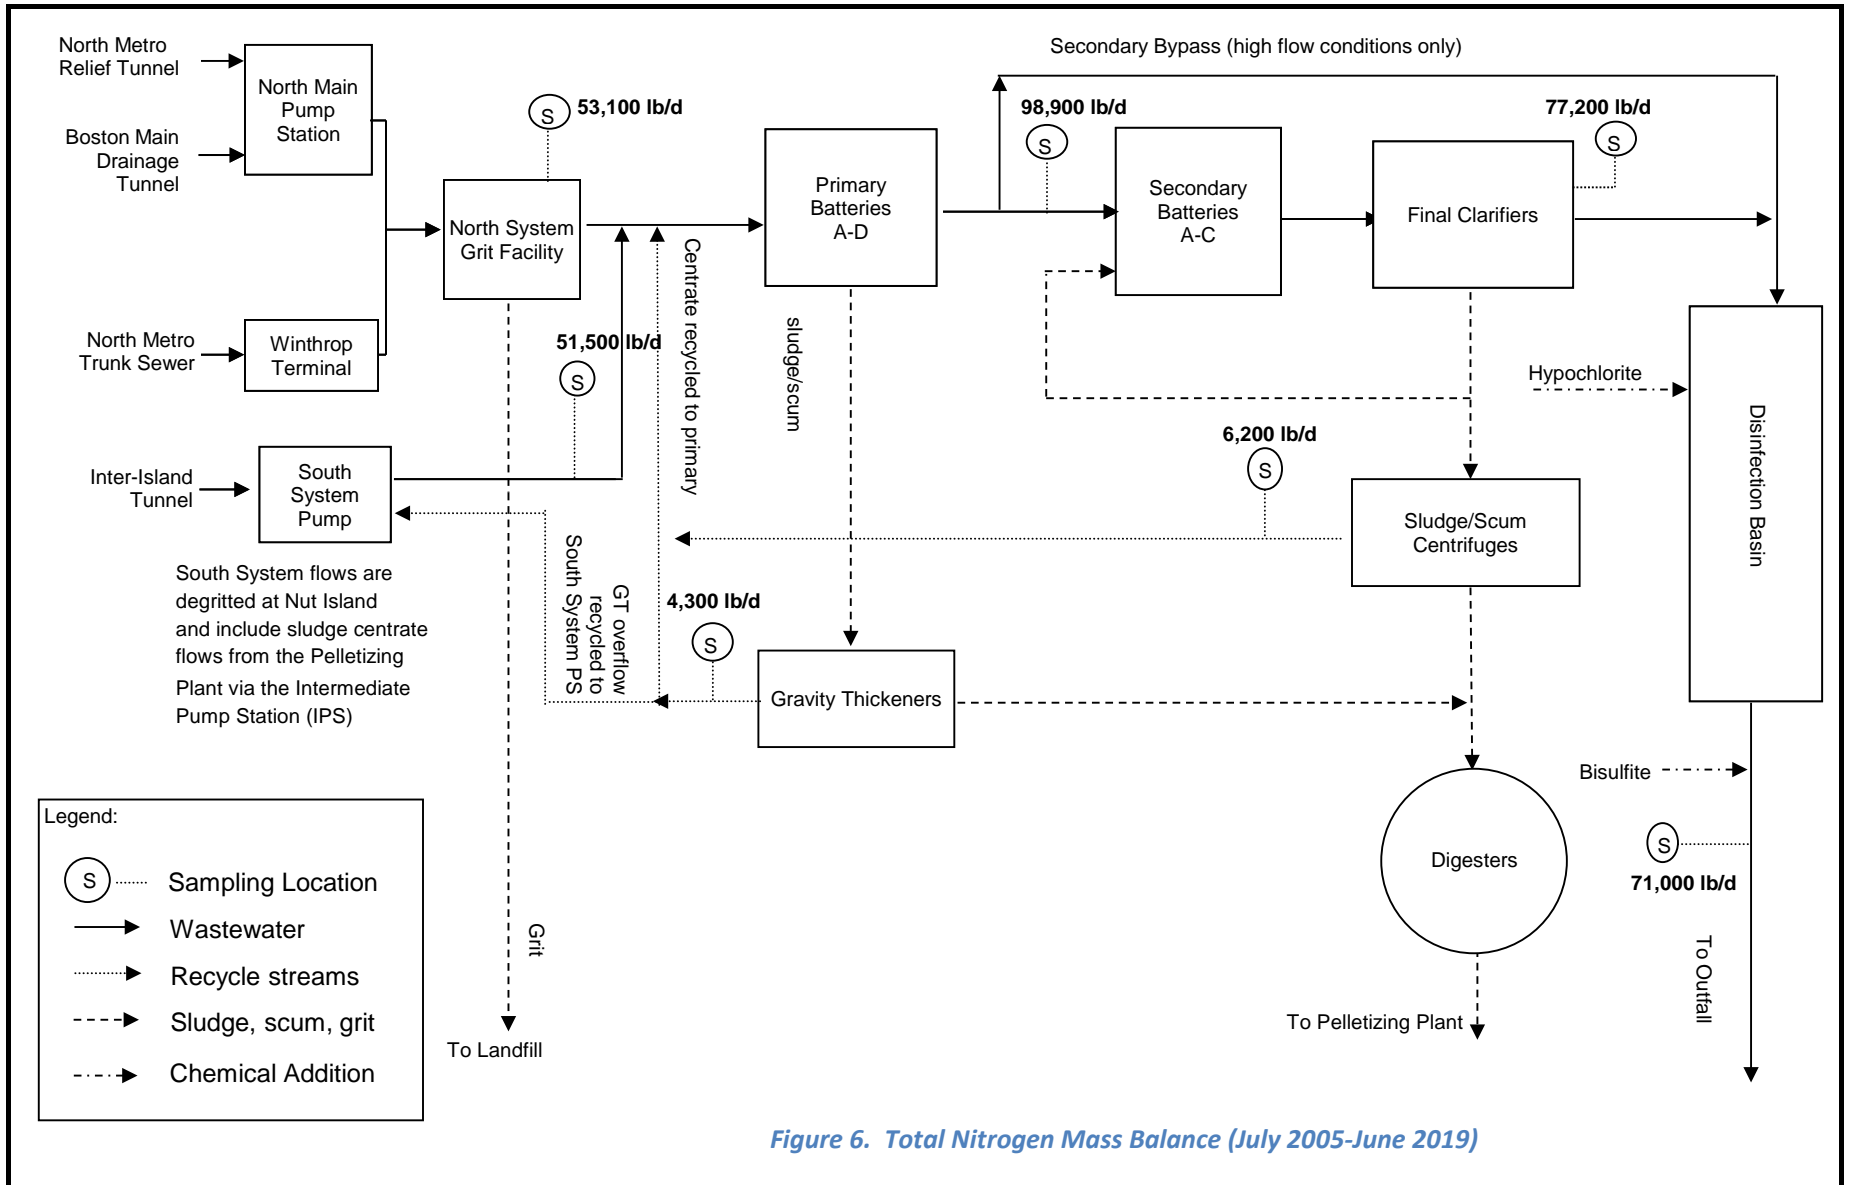 North Metro
Relief Tunnel
North Main
Pump
Station
Boston Main
Drainage
Tunnel
North Metro
Trunk Sewer
Winthrop
Terminal
Inter-Island
Tunnel
South
System
Pump
South System flows are
degritted at Nut Island
and include sludge centrate
flows from the Pelletizing
Plant via the Intermediate
Pump Station (IPS)
S
53,100 lb/d
North System
Grit Facility
51,500 lb/d
S
Centrate recycled to primary
GT overflow
recycled to
South System PS
4,300 lb/d
S
Grit
To Landfill
Primary
Batteries
A-D
sludge/scum
Gravity Thickeners
Secondary Bypass (high flow conditions only)
98,900 lb/d
S
Secondary
Batteries
A-C
77,200 lb/d
S
Final Clarifiers
6,200 lb/d
S
Sludge/Scum
Centrifuges
Digesters
To Pelletizing Plant
Hypochlorite
Disinfection Basin
Bisulfite
S
71,000 lb/d
To Outfall
Legend:
S
Sampling Location
Wastewater
Recycle streams
Sludge, scum, grit
Chemical Addition
Figure 6. Total Nitrogen Mass Balance (July 2005-June 2019)